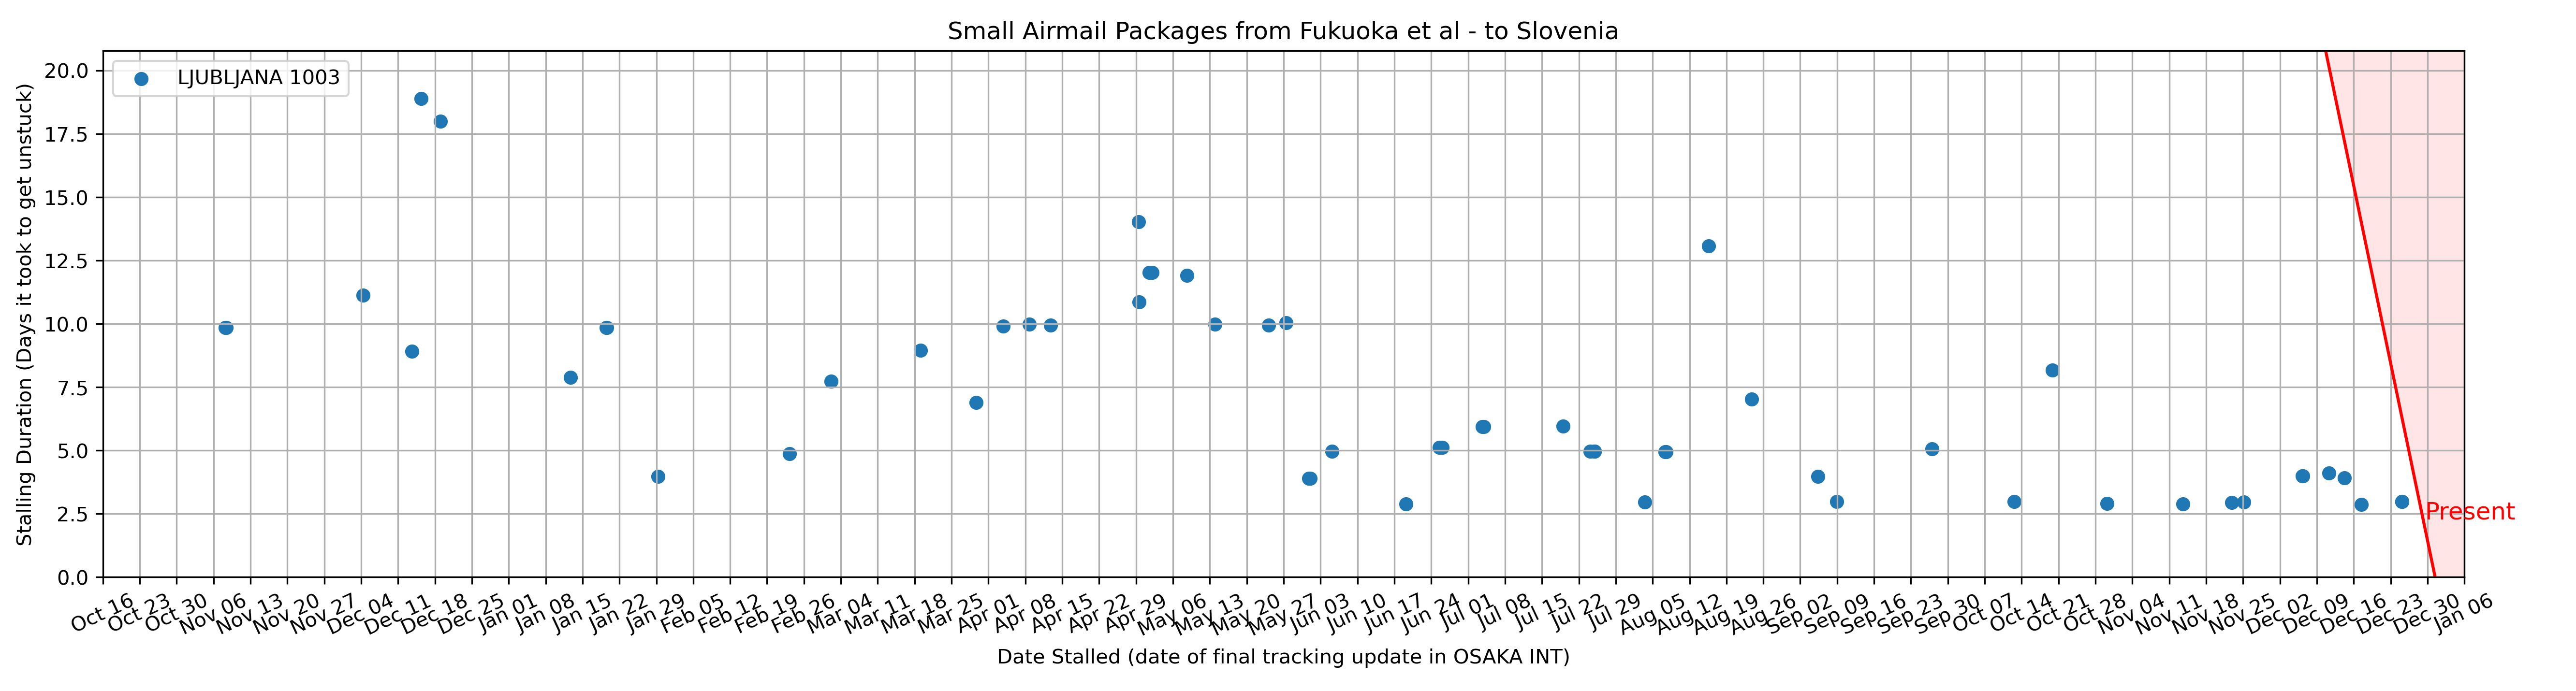 Small Airmail Packages from Fukuoka et al - to Slovenia
LJUBLJANA 1003
Stalling Duration (Days it took to get unstuck)
20.0
17.5
15.0
12.5
10.0
7.5
5.0
2.5
0.0
Present
Oct 16
Oct 23
Oct 30
Nov 06
Nov 13
Nov 20
Nov 27
Dec 04
Dec 11
Dec 18
Dec 25
Jan 01
Jan 08
Jan 15
Jan 22
Jan 29
Feb 05
Feb 12
Feb 19
Feb 26
Mar 04
Mar 11
Mar 18
Mar 25
Apr 01
Apr 08
Apr 15
Apr 22
Apr 29
May 06
May 13
May 20
May 27
Jun 03
Jun 10
Jun 17
Jun 24
Jul 01
Jul 08
Jul 15
Jul 22
Jul 29
Aug 05
Aug 12
Aug 19
Aug 26
Sep 02
Sep 09
Sep 16
Sep 23
Sep 30
Oct 07
Oct 14
Oct 21
Oct 28
Nov 04
Nov 11
Nov 18
Nov 25
Dec 02
Dec 09
Dec 16
Dec 23
Dec 30
Jan 06
Date Stalled (date of final tracking update in OSAKA INT)